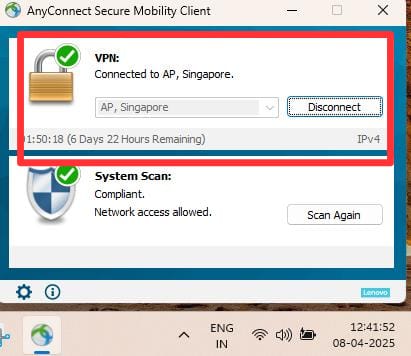 AnyConnect Secure Mobility Client
VPN:
Connected to AP, Singapore.
AP, Singapore
Disconnect
01:50:18 (6 Days 22 Hours Remaining)
IPv4
System Scan:
Compliant.
Network access allowed.
Scan Again
Lenovo
ENG
IN
12:41:52
08-04-2025